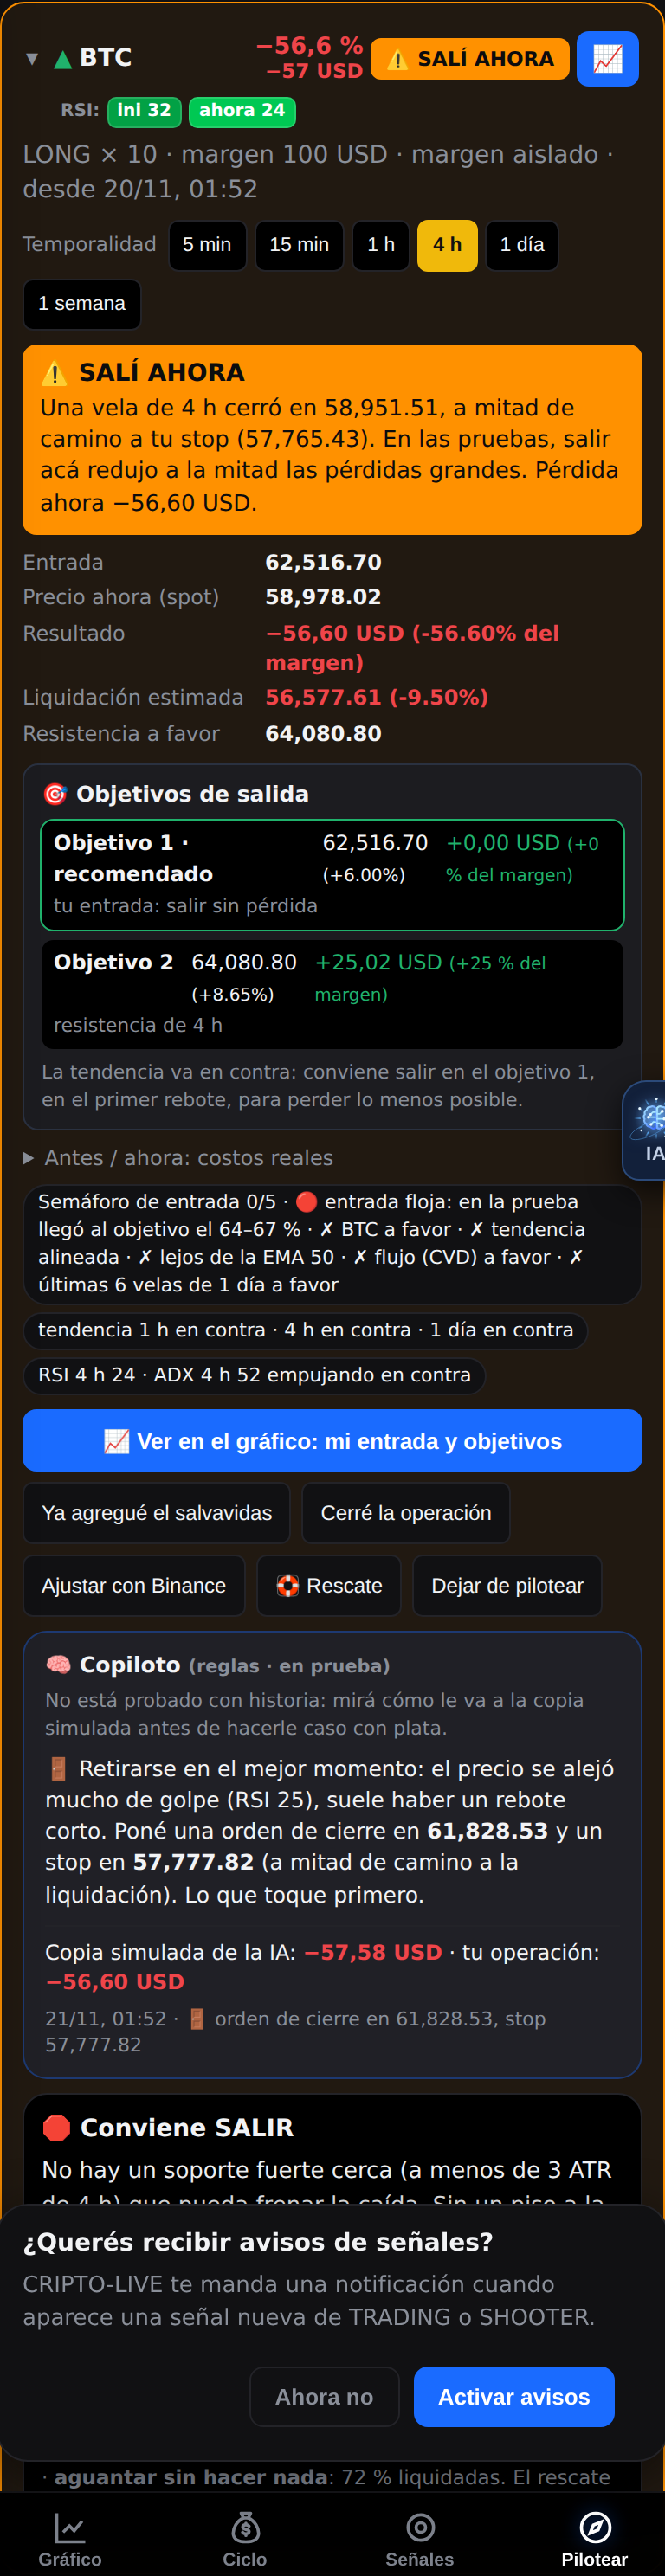 ▼ ▲ BTC −56,6 % −57 USD ⚠️ SALÍ AHORA
RSI: ini 32 ahora 24
LONG × 10 · margen 100 USD · margen aislado ·
desde 20/11, 01:52
Temporalidad 5 min 15 min 1 h 4 h 1 día
1 semana
⚠️ SALÍ AHORA
Una vela de 4 h cerró en 58,951.51, a mitad de
camino a tu stop (57,765.43). En las pruebas, salir
acá redujo a la mitad las pérdidas grandes. Pérdida
ahora −56,60 USD.
Entrada 62,516.70
Precio ahora (spot) 58,978.02
Resultado −56,60 USD (-56.60% del
margen)
Liquidación estimada 56,577.61 (-9.50%)
Resistencia a favor 64,080.80
🎯 Objetivos de salida
Objetivo 1 · 62,516.70 +0,00 USD (+0
recomendado (+6.00%) % del margen)
tu entrada: salir sin pérdida
Objetivo 2 64,080.80 +25,02 USD (+25 % del
(+8.65%) margen)
resistencia de 4 h
La tendencia va en contra: conviene salir en el objetivo 1,
en el primer rebote, para perder lo menos posible.
IA
▶ Antes / ahora: costos reales
Semáforo de entrada 0/5 · 🔴 entrada floja: en la prueba
llegó al objetivo el 64–67 % · ✗ BTC a favor · ✗ tendencia
alineada · ✗ lejos de la EMA 50 · ✗ flujo (CVD) a favor · ✗
últimas 6 velas de 1 día a favor
tendencia 1 h en contra · 4 h en contra · 1 día en contra
RSI 4 h 24 · ADX 4 h 52 empujando en contra
📈 Ver en el gráfico: mi entrada y objetivos
Ya agregué el salvavidas Cerré la operación
Ajustar con Binance 🛟 Rescate Dejar de pilotear
🧠 Copiloto (reglas · en prueba)
No está probado con historia: mirá cómo le va a la copia
simulada antes de hacerle caso con plata.
🚪 Retirarse en el mejor momento: el precio se alejó
mucho de golpe (RSI 25), suele haber un rebote
corto. Poné una orden de cierre en 61,828.53 y un
stop en 57,777.82 (a mitad de camino a la
liquidación). Lo que toque primero.
Copia simulada de la IA: −57,58 USD · tu operación:
−56,60 USD
21/11, 01:52 · 🚪 orden de cierre en 61,828.53, stop
57,777.82
🛑 Conviene SALIR
No hay un soporte fuerte cerca (a menos de 3 ATR
de 4 h) que pueda frenar la caída. Sin un piso a la
¿Querés recibir avisos de señales?
CRIPTO-LIVE te manda una notificación cuando
aparece una señal nueva de TRADING o SHOOTER.
Ahora no Activar avisos
· aguantar sin hacer nada: 72 % liquidadas. El rescate
Gráfico Ciclo Señales Pilotear